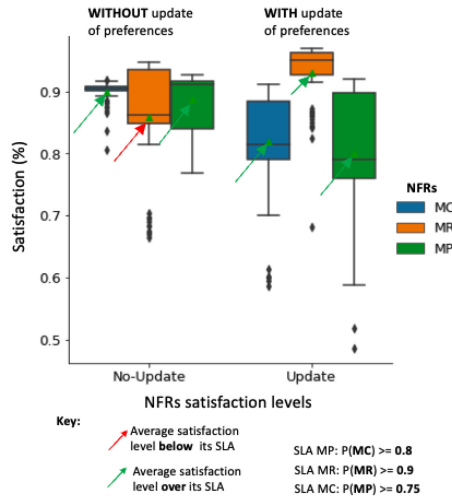 WITHOUT update
of preferences
WITH update
of preferences
Satisfaction (%)
0.9
0.8
0.7
0.6
0.5
NFRs
MC
MR
MP
No-Update
Update
NFRs satisfaction levels
Key:
Average satisfaction
level below its SLA
Average satisfaction
level over its SLA
SLA MP: P(MC) >= 0.8
SLA MR: P(MR) >= 0.9
SLA MC: P(MP) >= 0.75